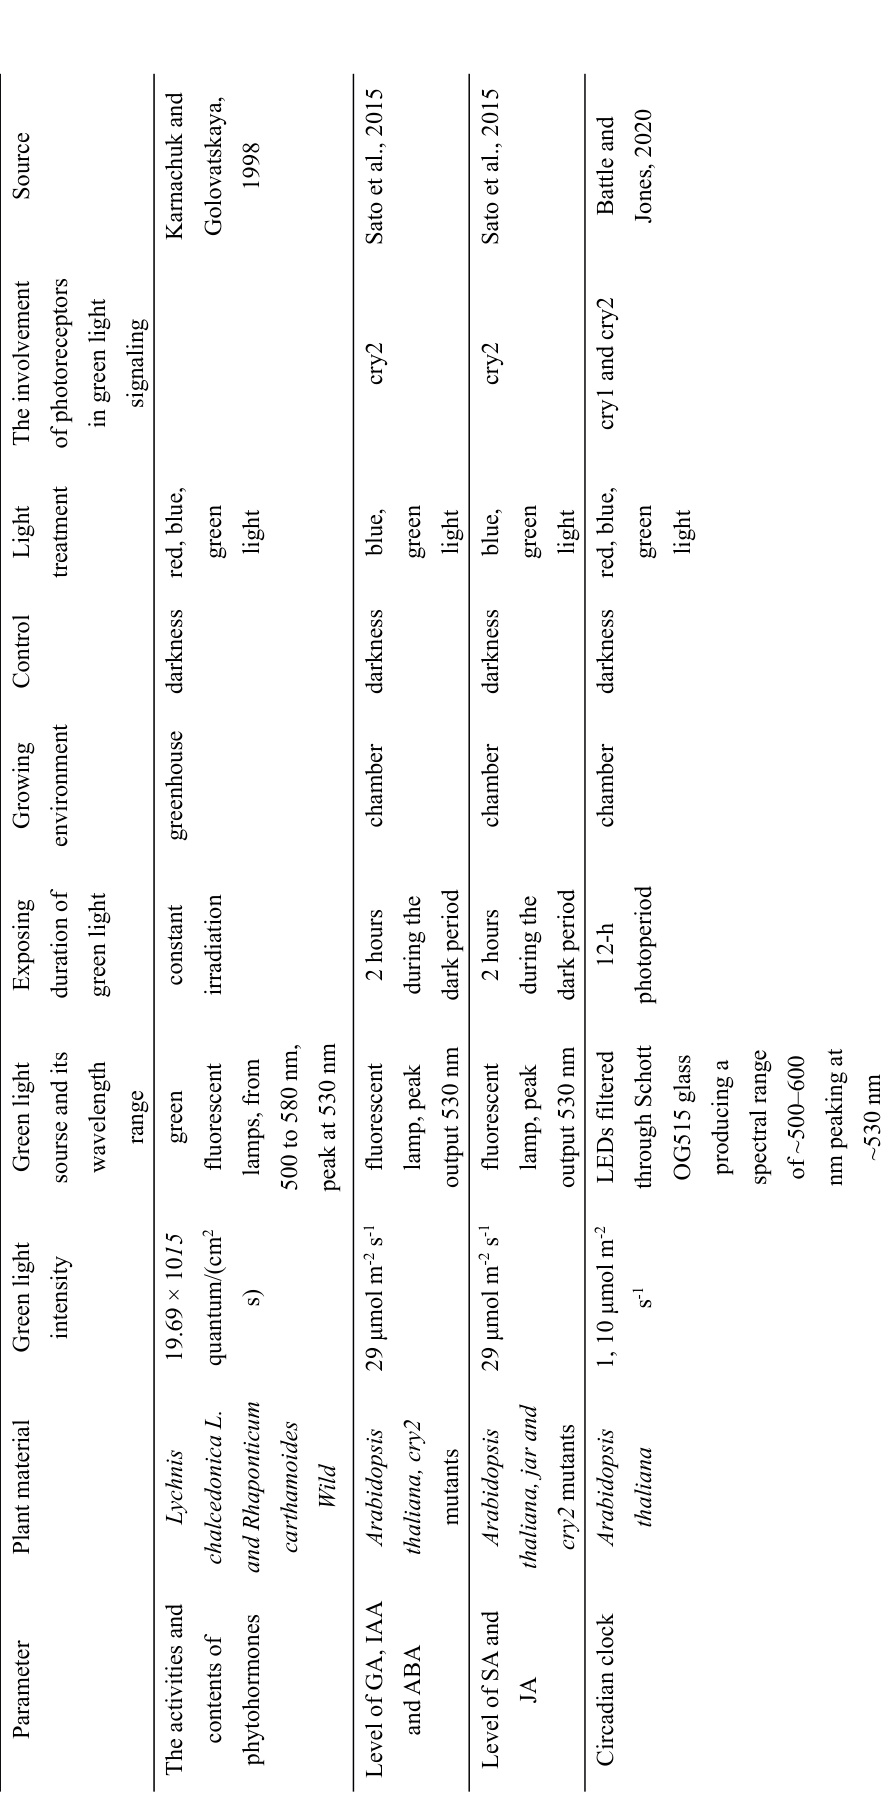 Parameter
Plant material
Green light
intensity
Green light
sourse and its
wavelength
range
Exposing
duration of
green light
Growing
environment
Control
Light
treatment
The involvement
of photoreceptors
in green light
signaling
Source
The activities and
contents of
phytohormones
Lychnis
chalcedonica L.
and Rhaponticum
carthamoides
Wild
19.69 × 1015
quantum/(cm²
s)
green
fluorescent
lamps, from
500 to 580 nm,
peak at 530 nm
constant
irradiation
greenhouse
darkness
red, blue,
green
light
Karnachuk and
Golovatskaya,
1998
Level of GA, IAA
and ABA
Arabidopsis
thaliana, cry2
mutants
29 μmol m⁻² s⁻¹
fluorescent
lamp, peak
output 530 nm
2 hours
during the
dark period
chamber
darkness
blue,
green
light
cry2
Sato et al., 2015
Level of SA and
JA
Arabidopsis
thaliana, jar and
cry2 mutants
29 μmol m⁻² s⁻¹
fluorescent
lamp, peak
output 530 nm
2 hours
during the
dark period
chamber
darkness
blue,
green
light
cry2
Sato et al., 2015
Circadian clock
Arabidopsis
thaliana
1, 10 μmol m⁻²
s⁻¹
LEDs filtered
through Schott
OG515 glass
producing a
spectral range
of ~500–600
nm peaking at
~530 nm
12-h
photoperiod
chamber
darkness
red, blue,
green
light
cry1 and cry2
Battle and
Jones, 2020